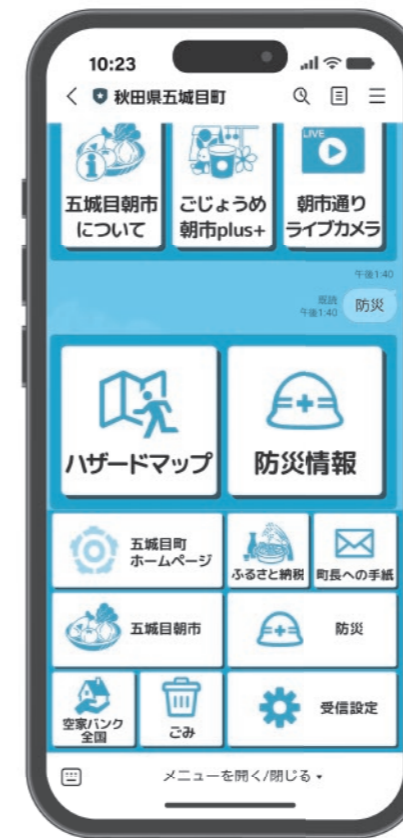 10:23
秋田県五城目町
LIVE
五城目朝市
について
ごじょうめ
朝市plus+
朝市通り
ライブカメラ
午後1:40
既読
午後1:40
防災
ハザードマップ
防災情報
五城目町
ホームページ
ふるさと納税
町長への手紙
五城目朝市
防災
空家バンク
全国
ごみ
受信設定
メニューを開く/閉じる